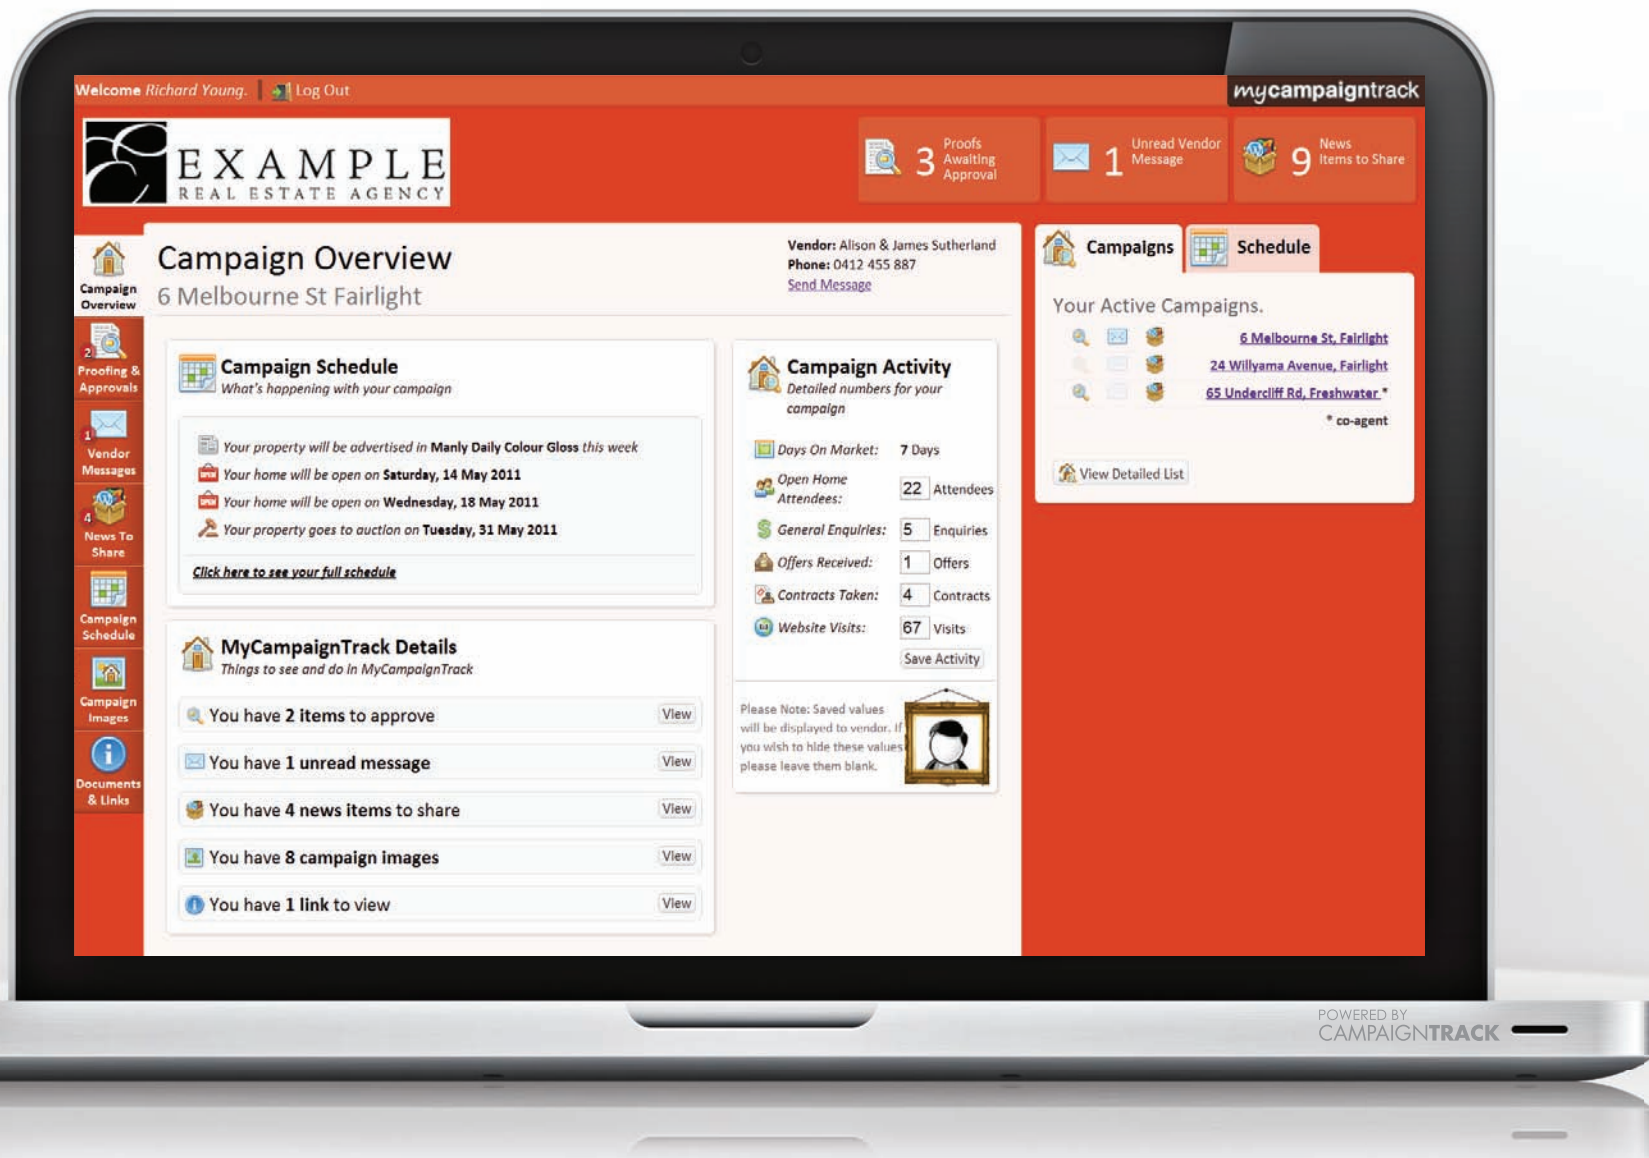 Welcome Richard Young. Log Out
mycampaigntrack
EXAMPLE
REAL ESTATE AGENCY
3 Proofs
Awaiting
Approval
1 Unread Vendor
Message
9 News
Items to Share
Campaign
Overview
2
Proofing &
Approvals
1
Vendor
Messages
4
News To
Share
Campaign
Schedule
Campaign
Images
Documents
& Links
Campaign Overview
6 Melbourne St Fairlight
Vendor: Alison & James Sutherland
Phone: 0412 455 887
Send Message
Campaign Schedule
What's happening with your campaign
Your property will be advertised in Manly Daily Colour Gloss this week
OPEN Your home will be open on Saturday, 14 May 2011
OPEN Your home will be open on Wednesday, 18 May 2011
Your property goes to auction on Tuesday, 31 May 2011
Click here to see your full schedule
MyCampaignTrack Details
Things to see and do in MyCampaignTrack
You have 2 items to approve View
You have 1 unread message View
You have 4 news items to share View
You have 8 campaign images View
You have 1 link to view View
Campaign Activity
Detailed numbers for your
campaign
Days On Market: 7 Days
Open Home
Attendees: 22 Attendees
General Enquiries: 5 Enquiries
Offers Received: 1 Offers
Contracts Taken: 4 Contracts
Website Visits: 67 Visits
Save Activity
Please Note: Saved values
will be displayed to vendor. If
you wish to hide these values
please leave them blank.
Campaigns
Schedule
Your Active Campaigns.
6 Melbourne St, Fairlight
24 Willyama Avenue, Fairlight
65 Undercliff Rd, Freshwater *
* co-agent
View Detailed List
POWERED BY
CAMPAIGNTRACK